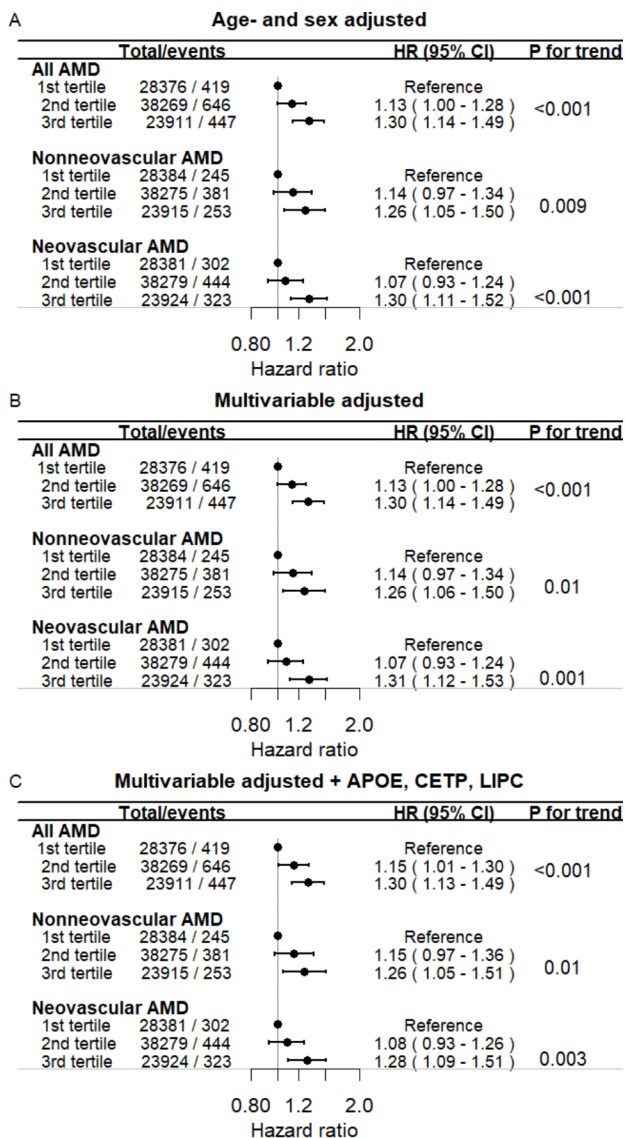 A Age- and sex adjusted
Total/events HR (95% CI) P for trend
All AMD
1st tertile 28376 / 419 Reference
2nd tertile 38269 / 646 1.13 ( 1.00 - 1.28 ) <0.001
3rd tertile 23911 / 447 1.30 ( 1.14 - 1.49 )
Nonneovascular AMD
1st tertile 28384 / 245 Reference
2nd tertile 38275 / 381 1.14 ( 0.97 - 1.34 )
3rd tertile 23915 / 253 1.26 ( 1.05 - 1.50 ) 0.009
Neovascular AMD
1st tertile 28381 / 302 Reference
2nd tertile 38279 / 444 1.07 ( 0.93 - 1.24 )
3rd tertile 23924 / 323 1.30 ( 1.11 - 1.52 ) <0.001
0.80 1.2 2.0
Hazard ratio
B Multivariable adjusted
Total/events HR (95% CI) P for trend
All AMD
1st tertile 28376 / 419 Reference
2nd tertile 38269 / 646 1.13 ( 1.00 - 1.28 ) <0.001
3rd tertile 23911 / 447 1.30 ( 1.14 - 1.49 )
Nonneovascular AMD
1st tertile 28384 / 245 Reference
2nd tertile 38275 / 381 1.14 ( 0.97 - 1.34 )
3rd tertile 23915 / 253 1.26 ( 1.06 - 1.50 ) 0.01
Neovascular AMD
1st tertile 28381 / 302 Reference
2nd tertile 38279 / 444 1.07 ( 0.93 - 1.24 )
3rd tertile 23924 / 323 1.31 ( 1.12 - 1.53 ) 0.001
0.80 1.2 2.0
Hazard ratio
C Multivariable adjusted + APOE, CETP, LIPC
Total/events HR (95% CI) P for trend
All AMD
1st tertile 28376 / 419 Reference
2nd tertile 38269 / 646 1.15 ( 1.01 - 1.30 ) <0.001
3rd tertile 23911 / 447 1.30 ( 1.13 - 1.49 )
Nonneovascular AMD
1st tertile 28384 / 245 Reference
2nd tertile 38275 / 381 1.15 ( 0.97 - 1.36 )
3rd tertile 23915 / 253 1.26 ( 1.05 - 1.51 ) 0.01
Neovascular AMD
1st tertile 28381 / 302 Reference
2nd tertile 38279 / 444 1.08 ( 0.93 - 1.26 )
3rd tertile 23924 / 323 1.28 ( 1.09 - 1.51 ) 0.003
0.80 1.2 2.0
Hazard ratio